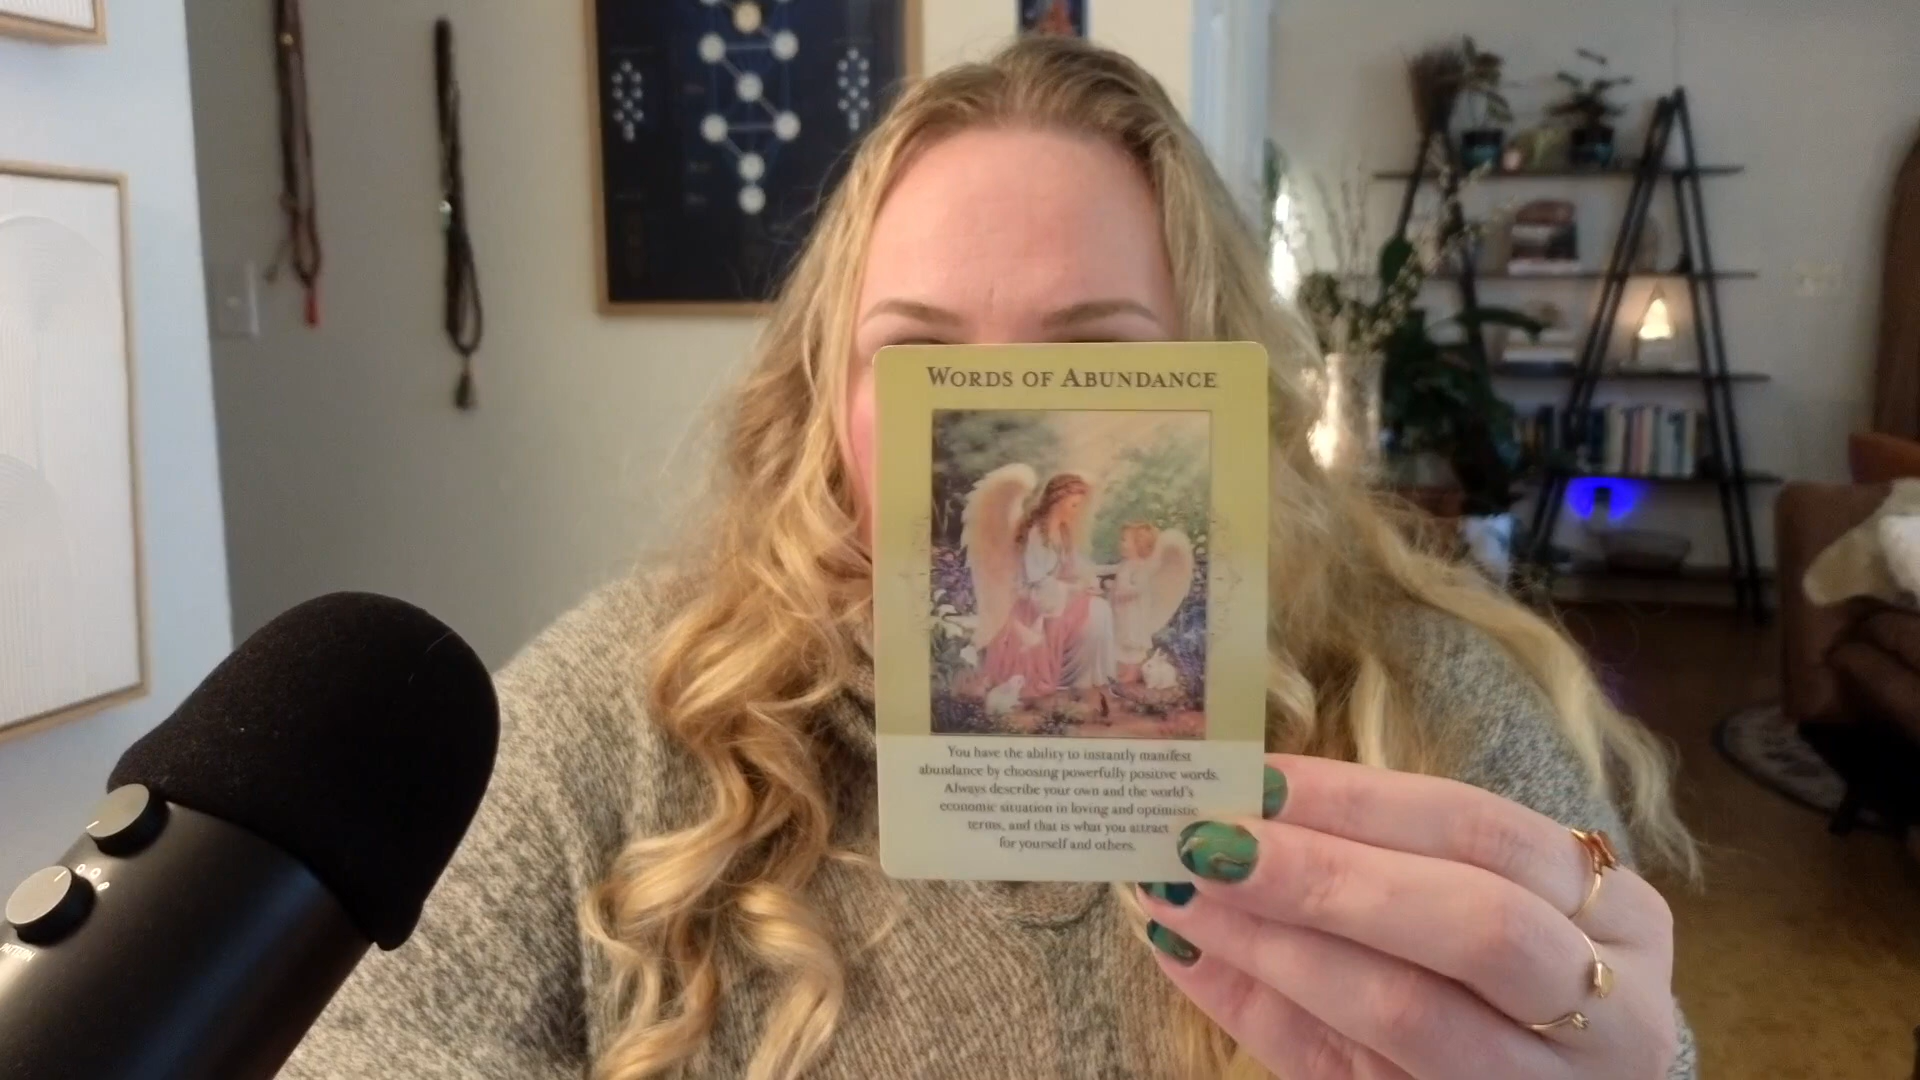 WORDS OF ABUNDANCE
You have the ability to instantly manifest
abundance by choosing powerfully positive words.
Always describe your own and the world's
economic situation in loving and optimistic
terms, and that is what you attract
for yourself and others.
PATTERN